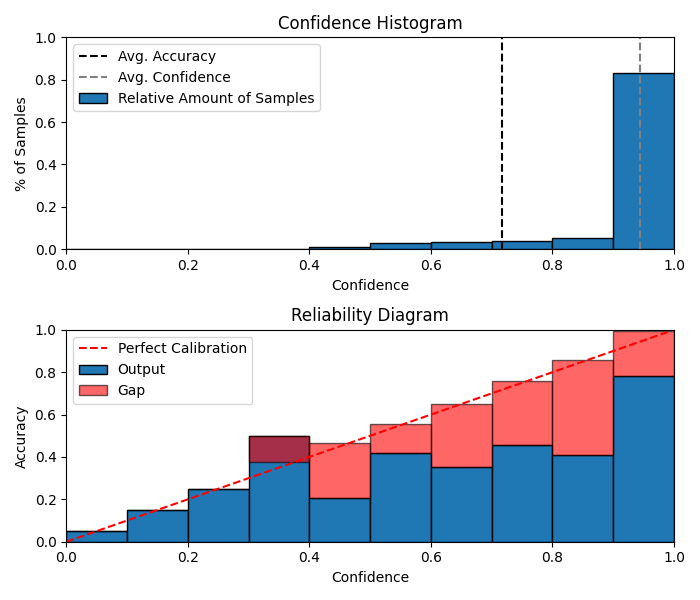 Confidence Histogram
1.0
0.8
0.6
0.4
0.2
0.0
% of Samples
Avg. Accuracy
Avg. Confidence
Relative Amount of Samples
0.0 0.2 0.4 0.6 0.8 1.0
Confidence
Reliability Diagram
1.0
0.8
0.6
0.4
0.2
0.0
Accuracy
Perfect Calibration
Output
Gap
0.0 0.2 0.4 0.6 0.8 1.0
Confidence